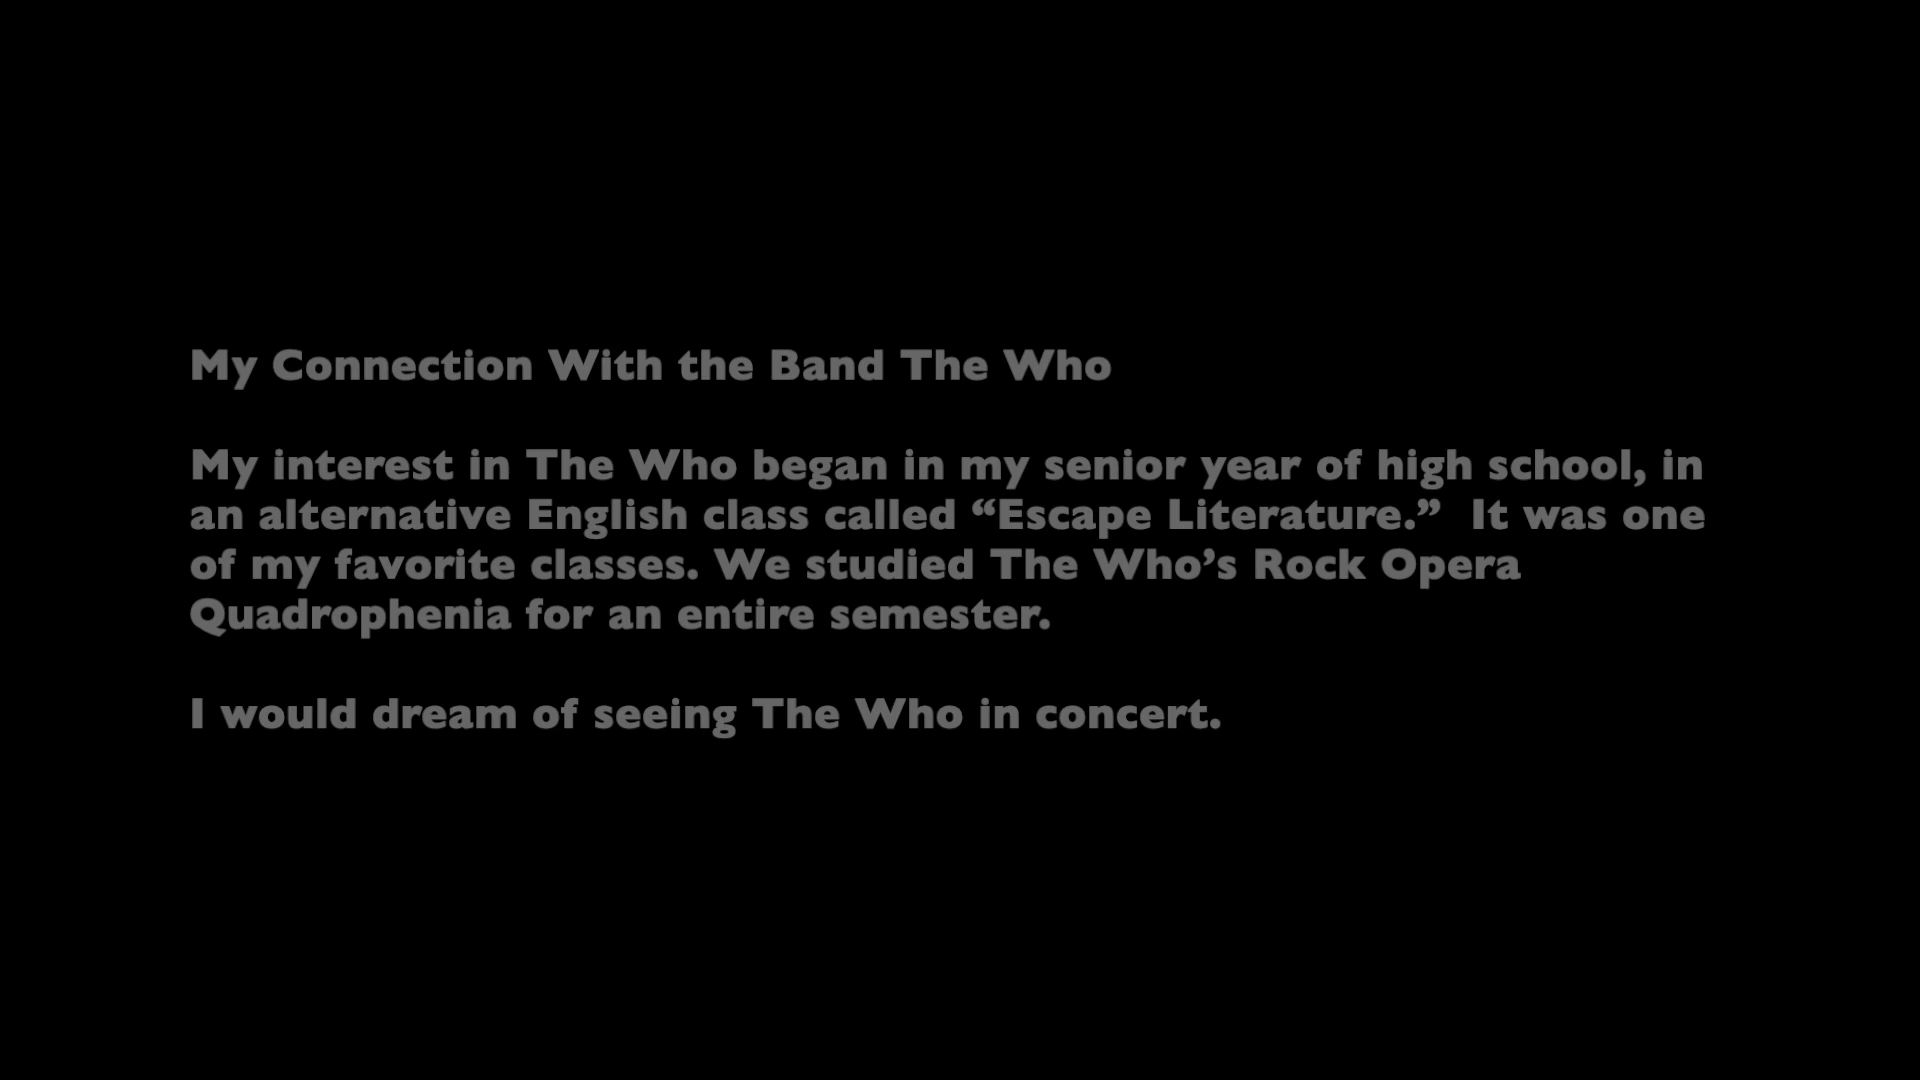 My Connection With the Band The Who
My interest in The Who began in my senior year of high school, in
an alternative English class called “Escape Literature.”  It was one
of my favorite classes. We studied The Who’s Rock Opera
Quadrophenia for an entire semester.
I would dream of seeing The Who in concert.